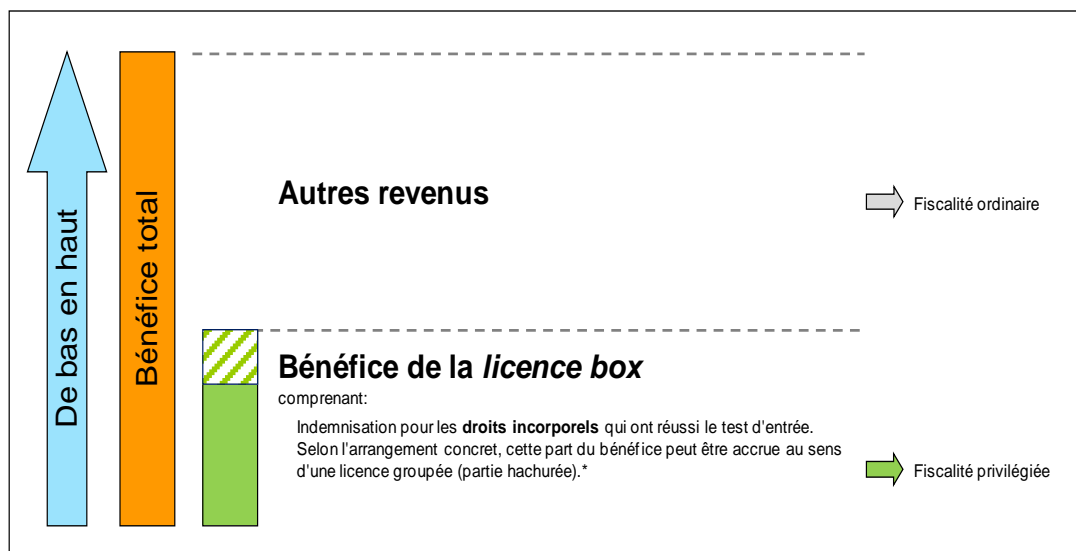 De bas en haut
Bénéfice total
Autres revenus
Fiscalité ordinaire
Bénéfice de la licence box
comprenant:
Indemnisation pour les droits incorporels qui ont réussi le test d'entrée.
Selon l'arrangement concret, cette part du bénéfice peut être accrue au sens
d'une licence groupée (partie hachurée).*
Fiscalité privilégiée